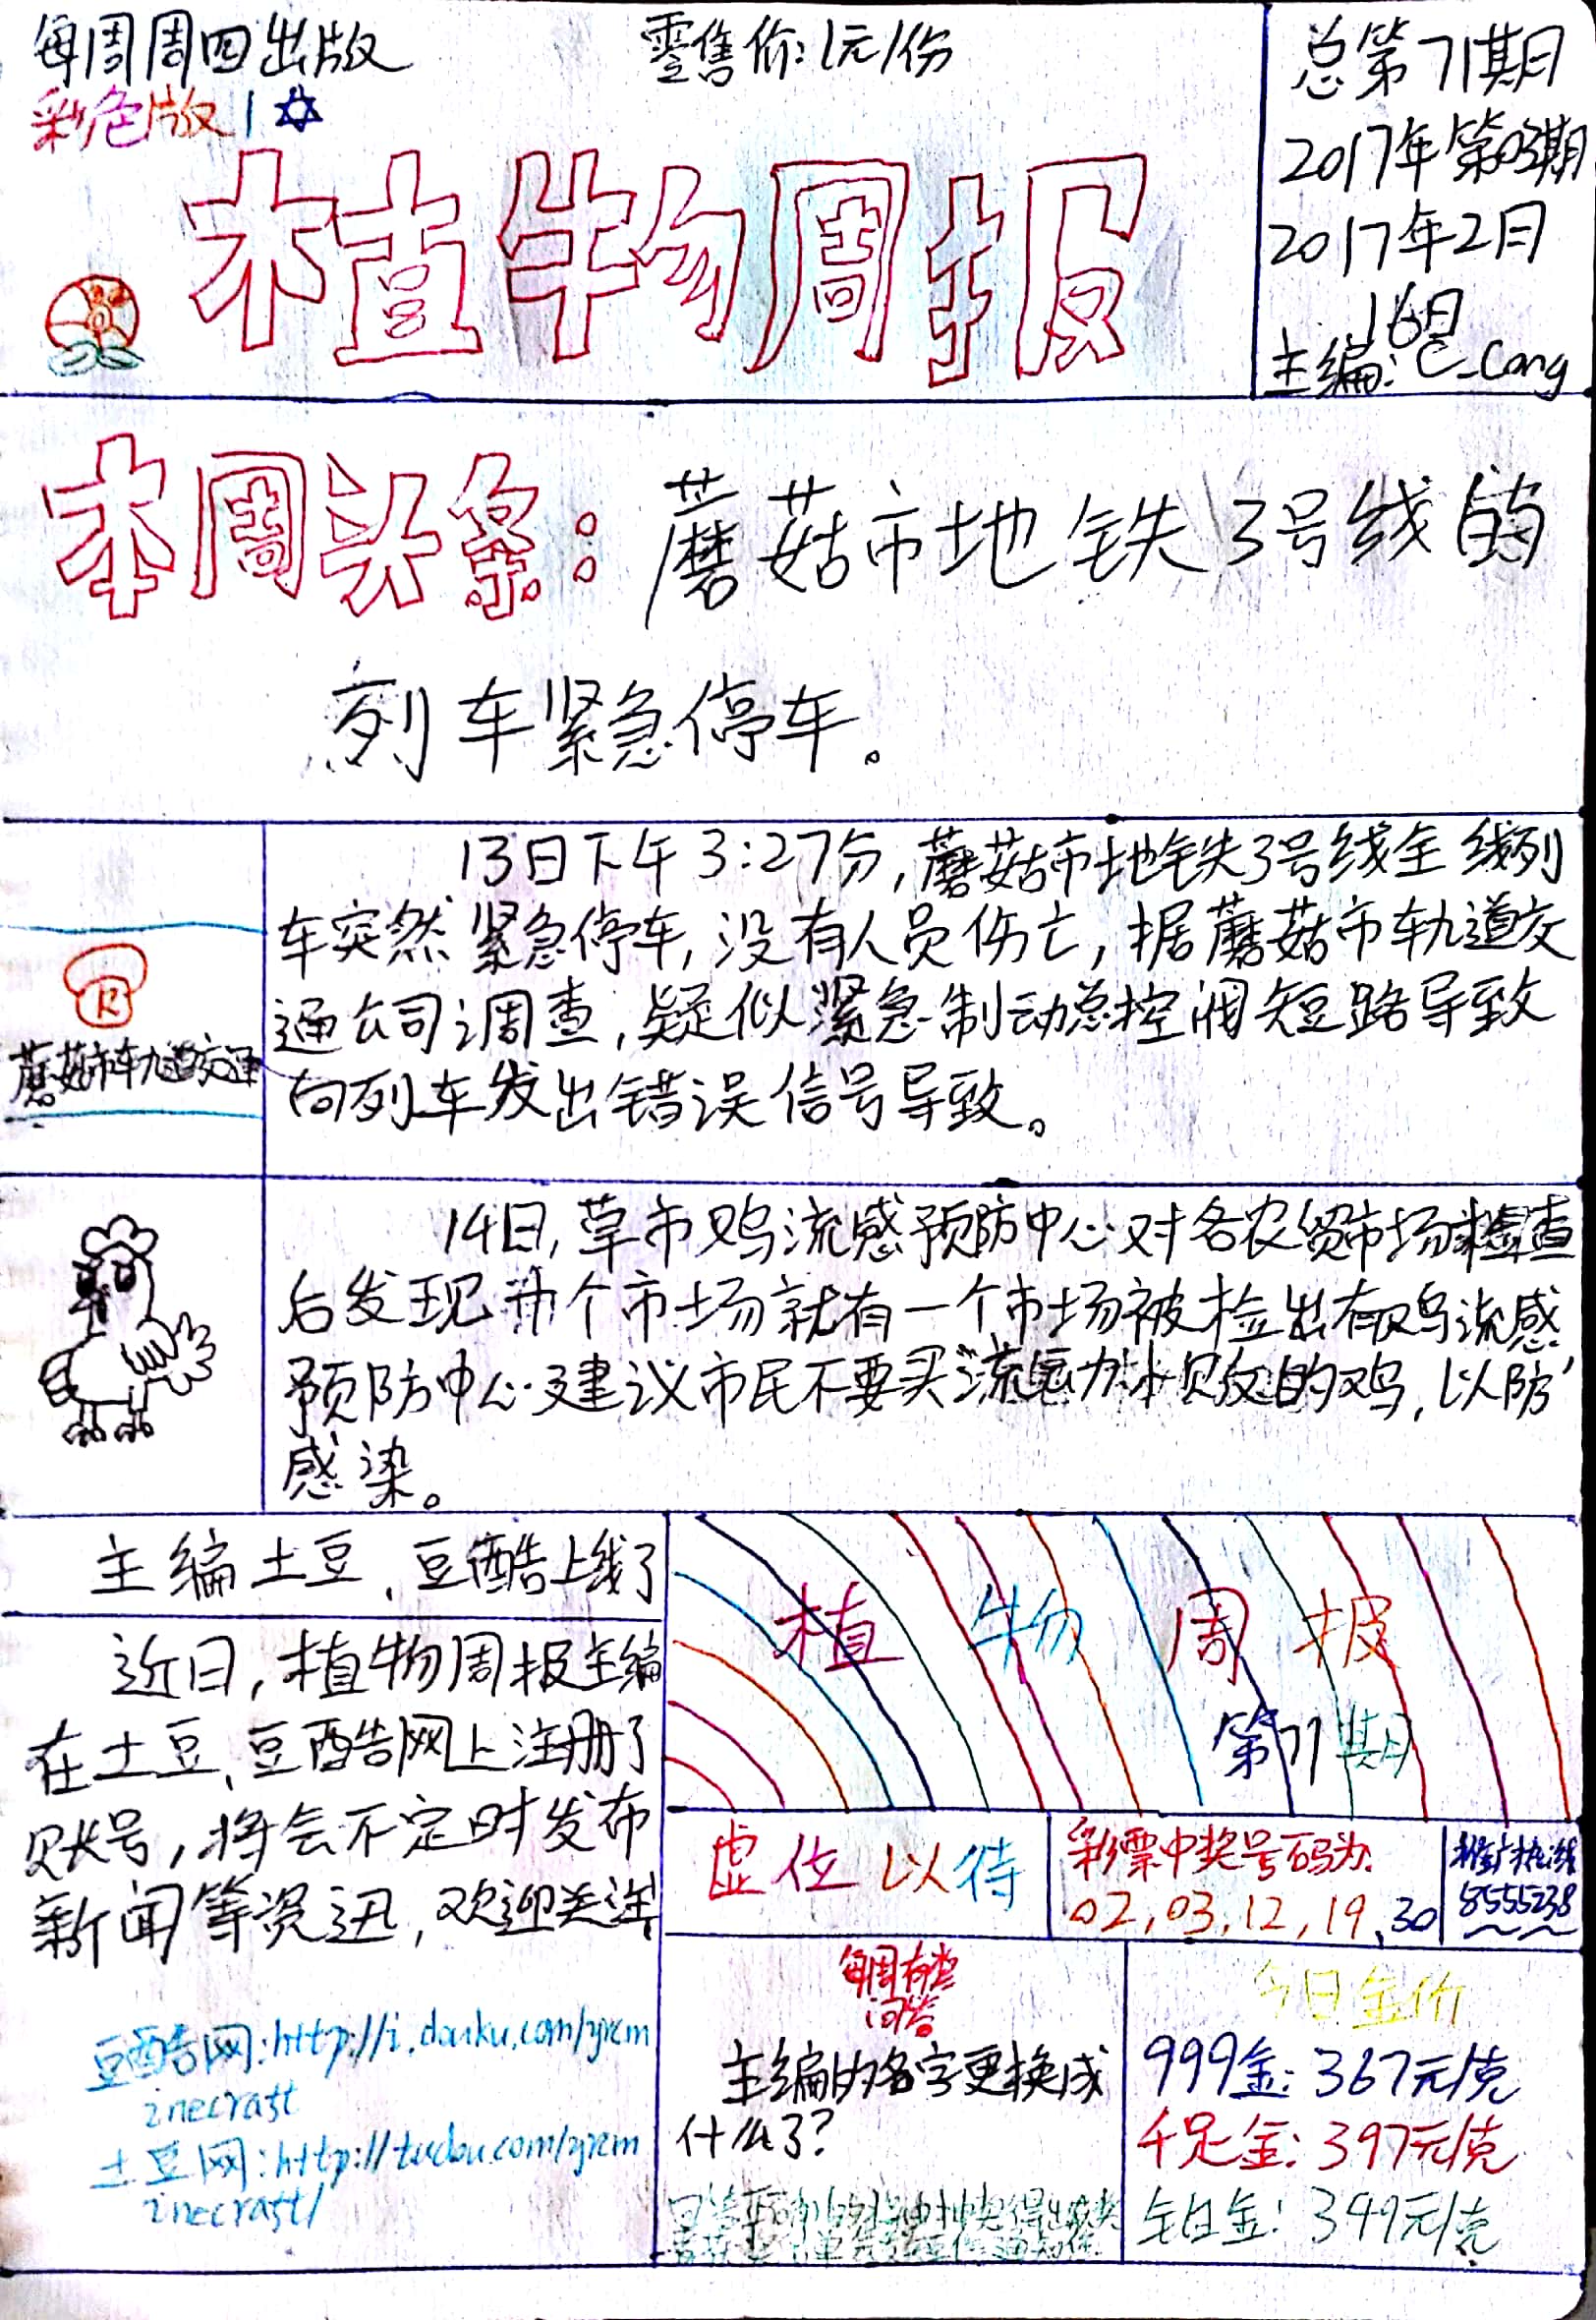 每周周四出版
零售价:1元/份
彩色版1
植物周报
总第71期
2017年第03期
2017年2月
16日
主编:C_Cong
本周头条:蘑菇市地铁3号线的
列车紧急停车。
13日下午3:27分,蘑菇市地铁3号线全线列
车突然紧急停车,没有人员伤亡,据蘑菇市轨道交
通公司调查,疑似紧急制动总控阀短路导致
向列车发出错误信号导致。
R
蘑菇市轨道交通
14日,草市鸡流感预防中心对各农贸市场检查
后发现 个市场就有一个市场被检出有鸡流感
预防中心建议市民不要买流动小贩的鸡,以防
感染。
主编土豆、豆酷上线了
近日,植物周报主编
在土豆、豆酷网上注册了
账号,将会不定时发布
新闻等资迅,欢迎关注
豆酷网:http://i.douku.com/yxm
inecraft
土豆网:http://tudou.com/yxm
inecraft/
植物周报
第71期
虚位以待
彩票中奖号码为:
02,03,12,19,30
热线
8555238
每周有奖
问答
主编的名字更换成
什么了?
今日金价
999金:367元/克
千足金:397元/克
铂金:349元/克